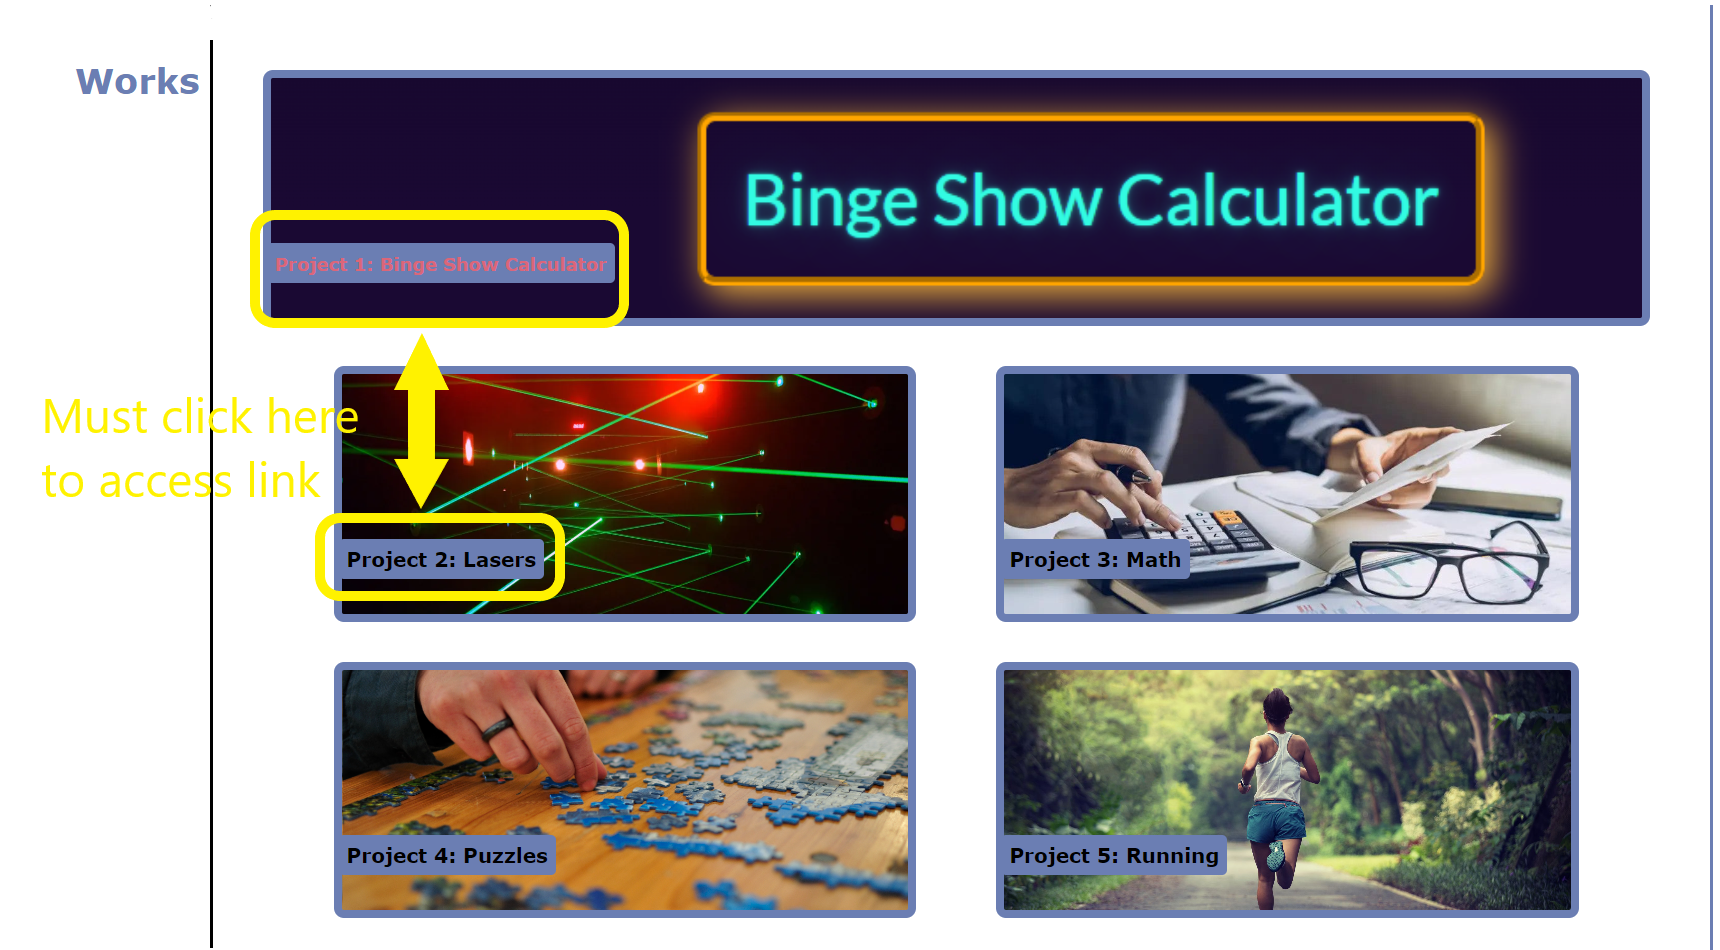 Works
Binge Show Calculator
Project 1: Binge Show Calculator
Must click here
to access link
Project 2: Lasers
Project 3: Math
Project 4: Puzzles
Project 5: Running